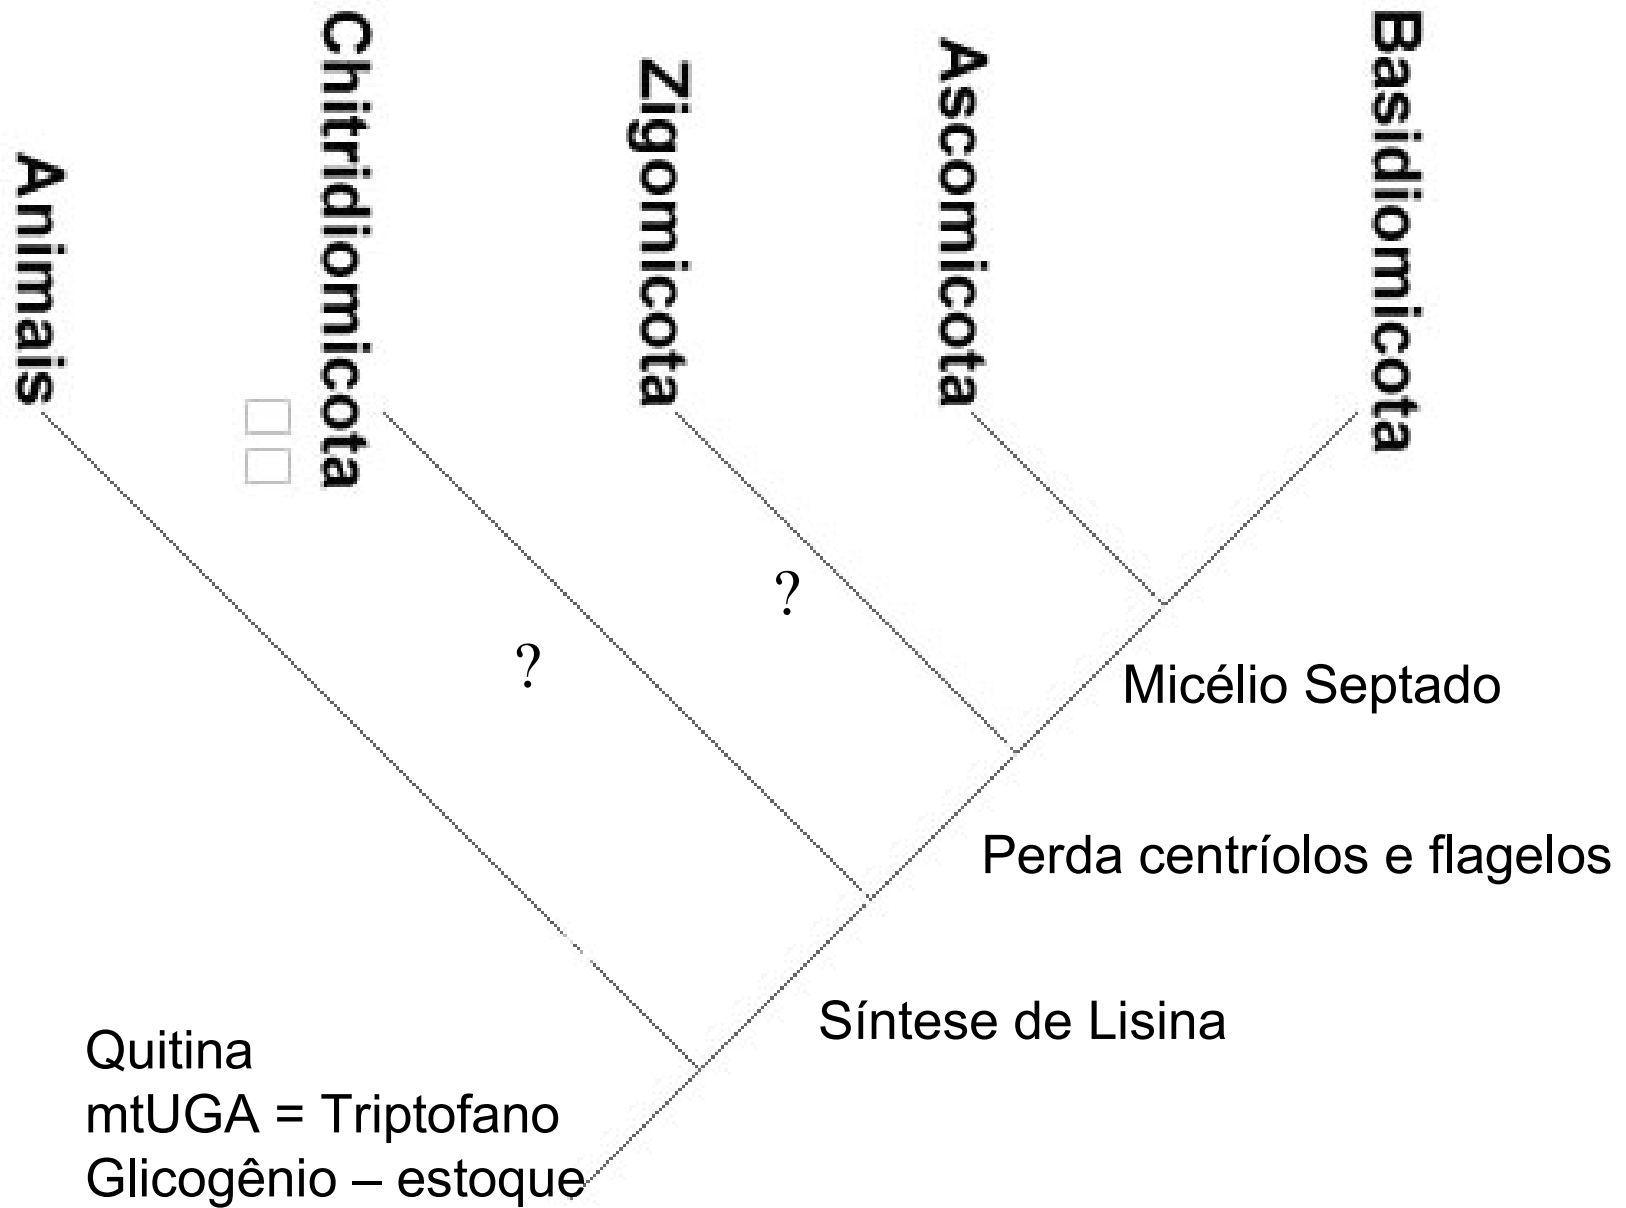 Animais
Chitridiomicota
Zigomicota
Ascomicota
Basidiomicota
?
?
Micélio Septado
Perda centríolos e flagelos
Síntese de Lisina
Quitina
mtUGA = Triptofano
Glicogênio – estoque